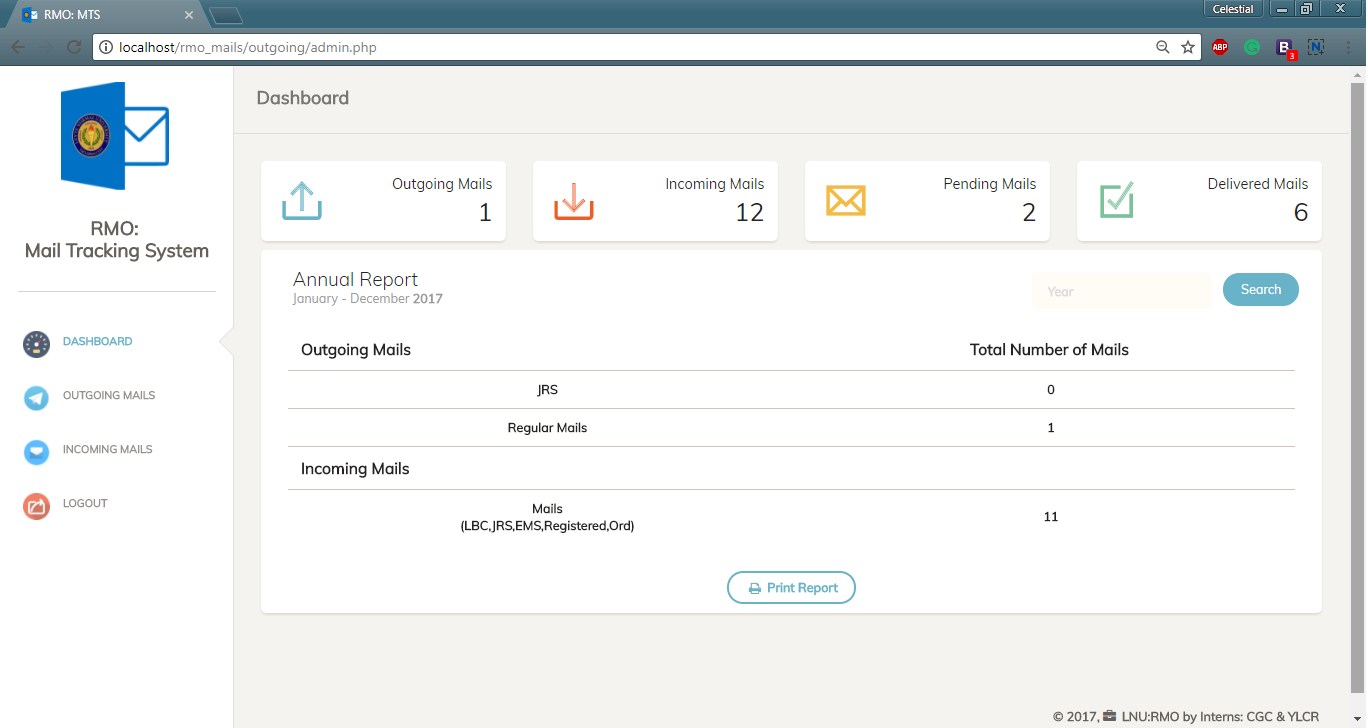 RMO: MTS
Celestial
localhost/rmo_mails/outgoing/admin.php
ABP
B
3
N
RMO:
Mail Tracking System
DASHBOARD
OUTGOING MAILS
INCOMING MAILS
LOGOUT
Dashboard
Outgoing Mails
1
Incoming Mails
12
Pending Mails
2
Delivered Mails
6
Annual Report
January - December 2017
Year
Search
Outgoing Mails Total Number of Mails
JRS 0
Regular Mails 1
Incoming Mails
Mails
(LBC,JRS,EMS,Registered,Ord) 11
Print Report
© 2017, LNU:RMO by Interns: CGC & YLCR